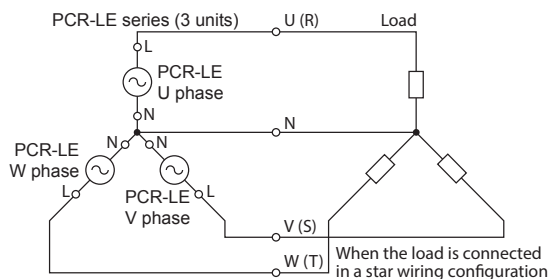 PCR-LE series (3 units)
U (R)
Load
L
PCR-LE
U phase
N
N
PCR-LE
W phase
N
N
L
PCR-LE
V phase
L
V (S)
W (T)
When the load is connected
in a star wiring configuration